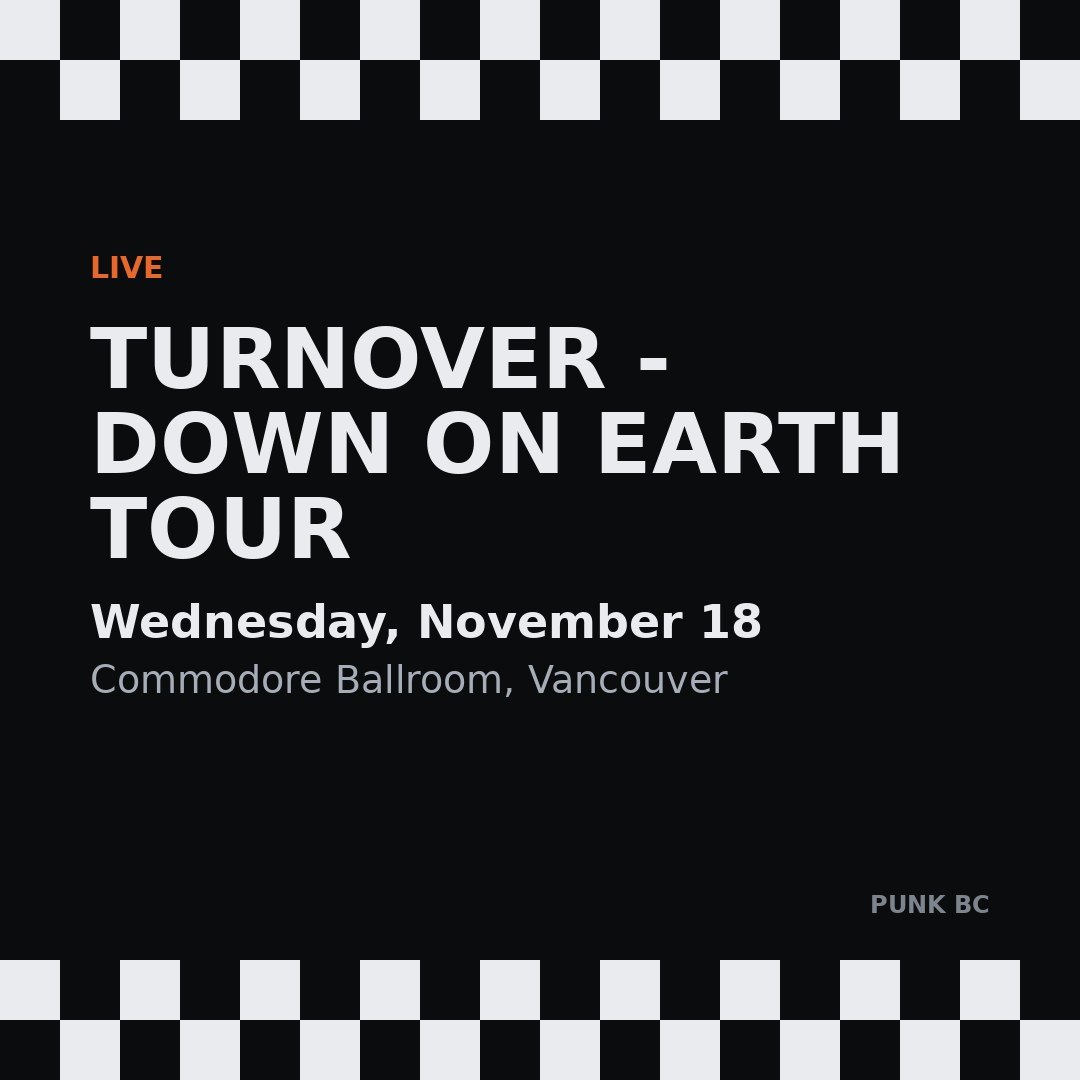 LIVE
TURNOVER -
DOWN ON EARTH
TOUR
Wednesday, November 18
Commodore Ballroom, Vancouver
PUNK BC